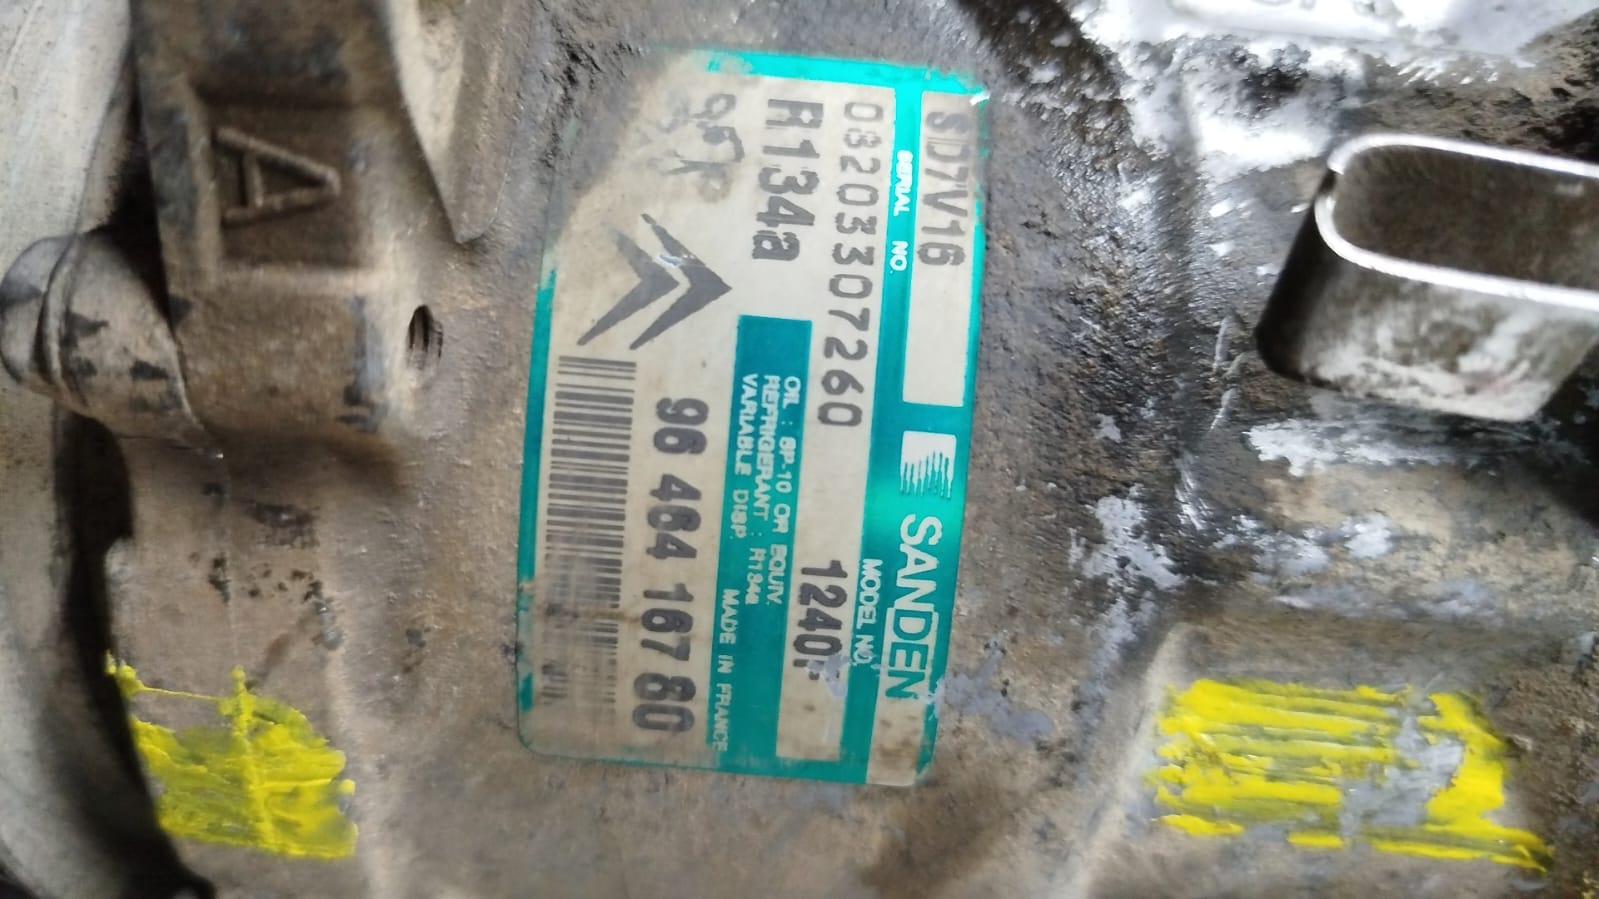 SANDEN
SD7V16
SERIAL NO.
MODEL NO.
03203307260
1240
R134a
OIL : SP-10 OR EQUIV.
REFRIGERANT : R134a
VARIABLE DISP.
MADE IN FRANCE
96 464 167 80
A